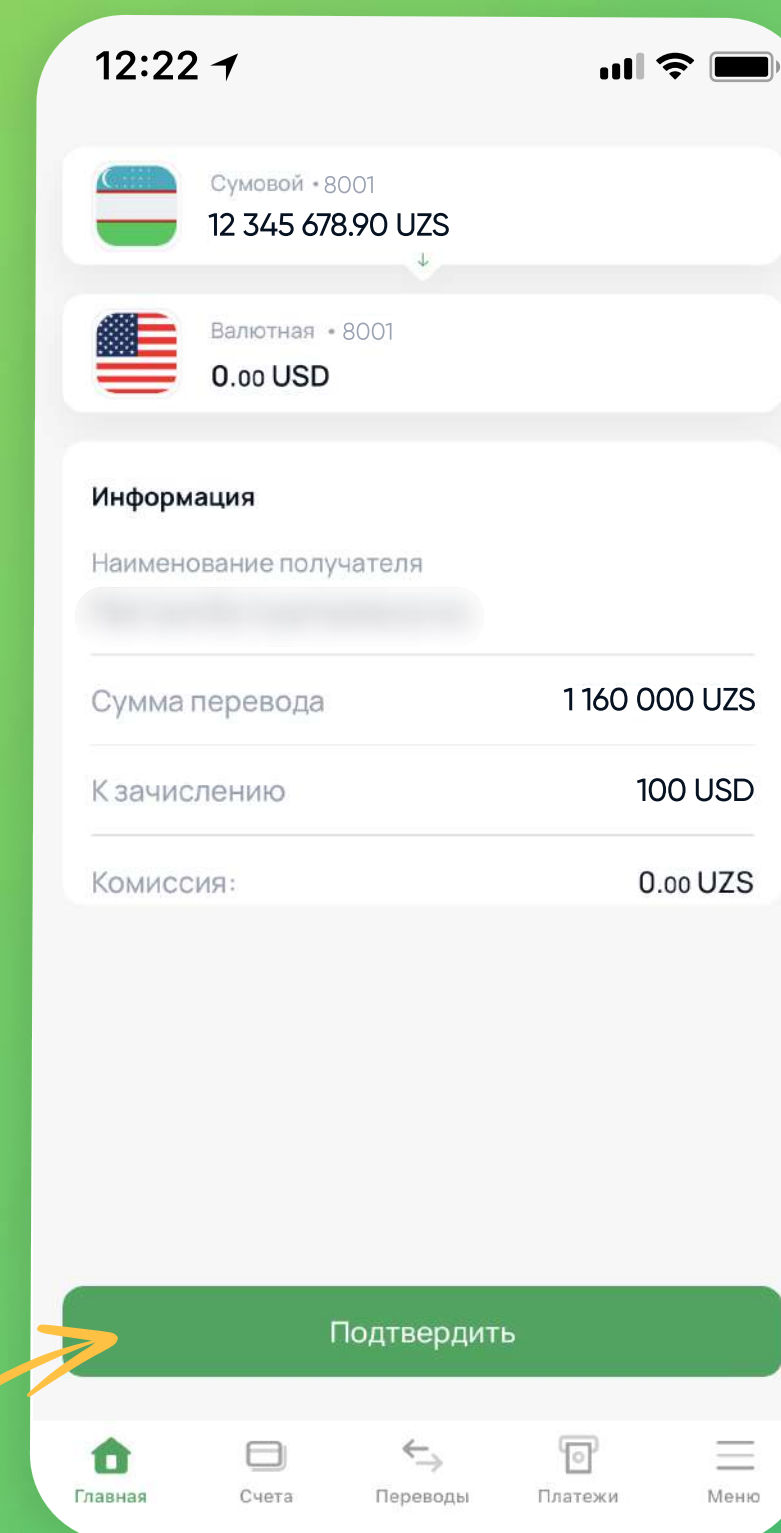 12:22
Сумовой • 8001
12 345 678.90 UZS
Валютная • 8001
0.00 USD
Информация
Наименование получателя
Сумма перевода 1 160 000 UZS
К зачислению 100 USD
Комиссия: 0.00 UZS
Подтвердить
Главная Счета Переводы Платежи Меню